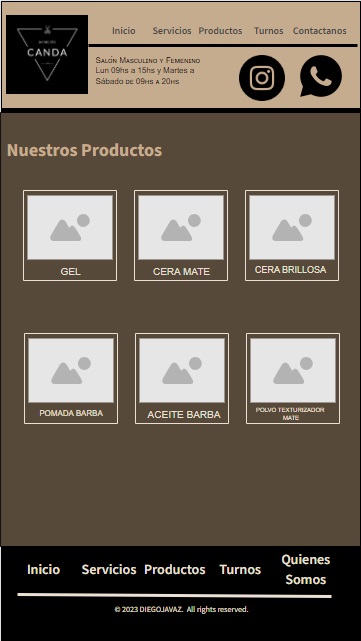 Inicio Servicios Productos Turnos Contactanos
CANDA
Salón Masculino y Femenino
Lun 09hs a 15hs y Martes a
Sábado de 09hs a 20hs
Nuestros Productos
GEL CERA MATE CERA BRILLOSA
POMADA BARBA ACEITE BARBA POLVO TEXTURIZADOR
MATE
Inicio Servicios Productos Turnos Quienes
Somos
© 2023 DIEGOJAVAZ. All rights reserved.